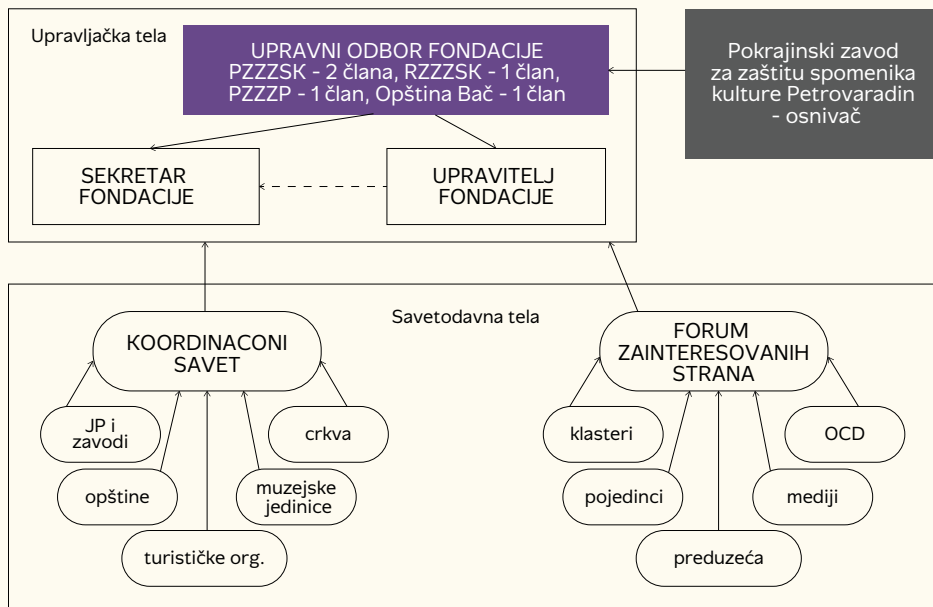 Upravljačka tela
UPRAVNI ODBOR FONDACIJE
PZZZSK - 2 člana, RZZZSK - 1 član,
PZZZP - 1 član, Opština Bač - 1 član
Pokrajinski zavod
za zaštitu spomenika
kulture Petrovaradin
- osnivač
SEKRETAR
FONDACIJE
UPRAVITELJ
FONDACIJE
Savetodavna tela
KOORDINACONI
SAVET
FORUM
ZAINTERESOVANIH
STRANA
JP i
zavodi
crkva
opštine
muzejske
jedinice
turističke org.
klasteri
OCD
pojedinci
mediji
preduzeća